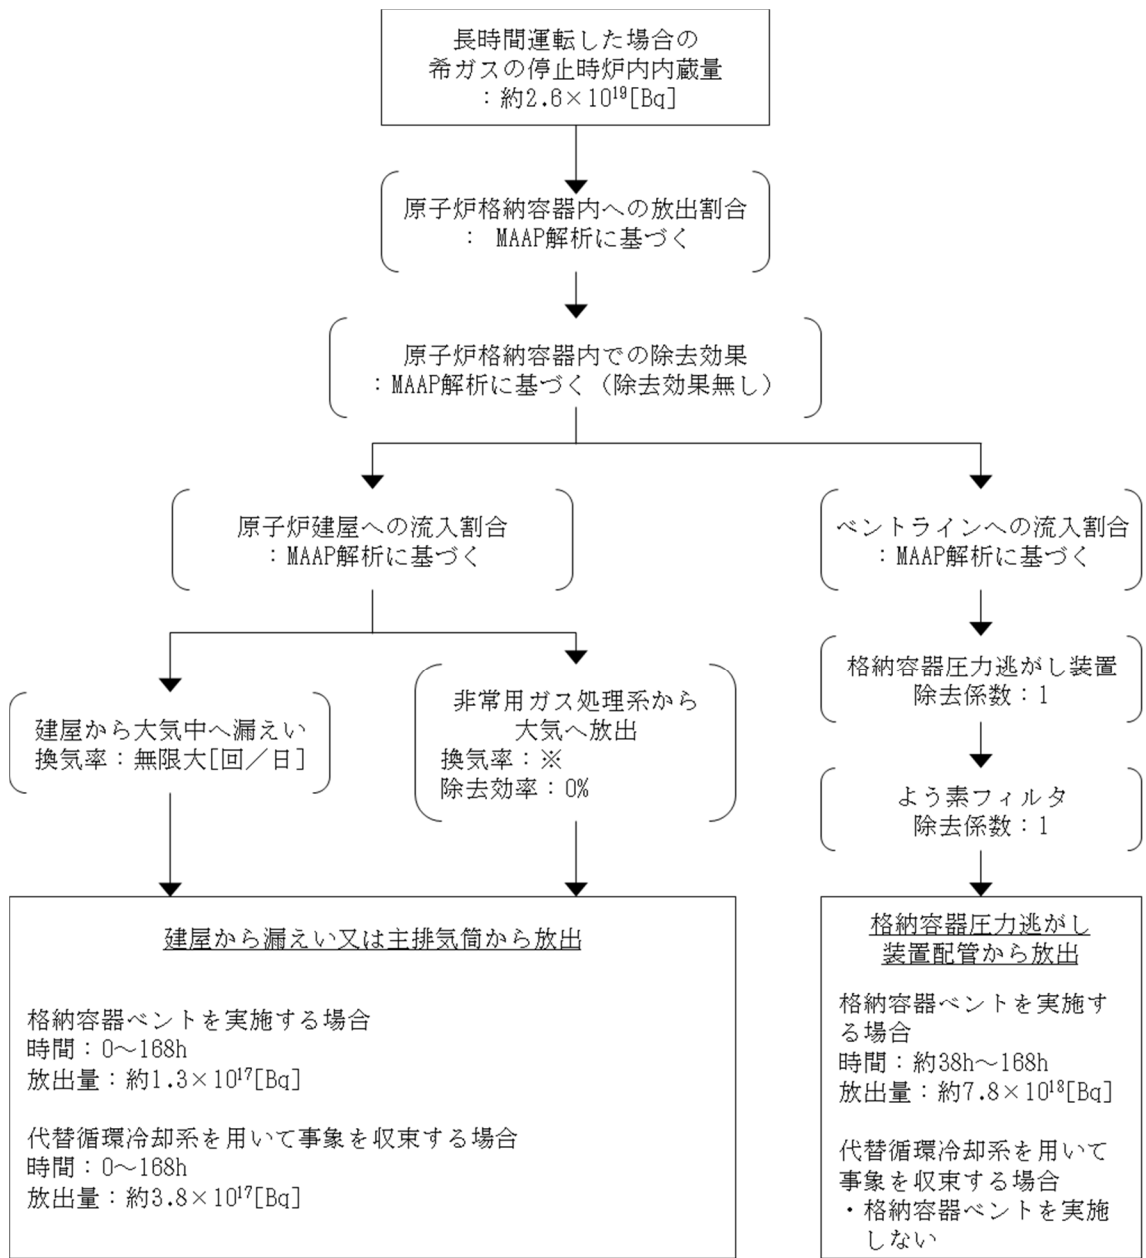 長時間運転した場合の
希ガスの停止時炉内内蔵量
：約2.6×10¹⁹[Bq]
原子炉格納容器内への放出割合
： MAAP解析に基づく
原子炉格納容器内での除去効果
：MAAP解析に基づく（除去効果無し）
原子炉建屋への流入割合
：MAAP解析に基づく
ベントラインへの流入割合
：MAAP解析に基づく
建屋から大気中へ漏えい
換気率：無限大[回／日]
非常用ガス処理系から
大気へ放出
換気率：※
除去効率：0%
格納容器圧力逃がし装置
除去係数：1
よう素フィルタ
除去係数：1
建屋から漏えい又は主排気筒から放出
格納容器ベントを実施する場合
時間：0～168h
放出量：約1.3×10¹⁷[Bq]
代替循環冷却系を用いて事象を収束する場合
時間：0～168h
放出量：約3.8×10¹⁷[Bq]
格納容器圧力逃がし
装置配管から放出
格納容器ベントを実施す
る場合
時間：約38h～168h
放出量：約7.8×10¹⁸[Bq]
代替循環冷却系を用いて
事象を収束する場合
・格納容器ベントを実施
しない